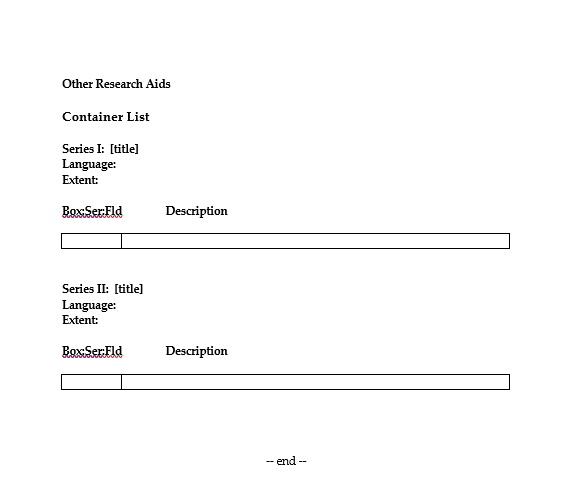 Other Research Aids
Container List
Series I:  [title]
Language:
Extent:
Box:Ser:Fld Description
Series II:  [title]
Language:
Extent:
Box:Ser:Fld Description
-- end --